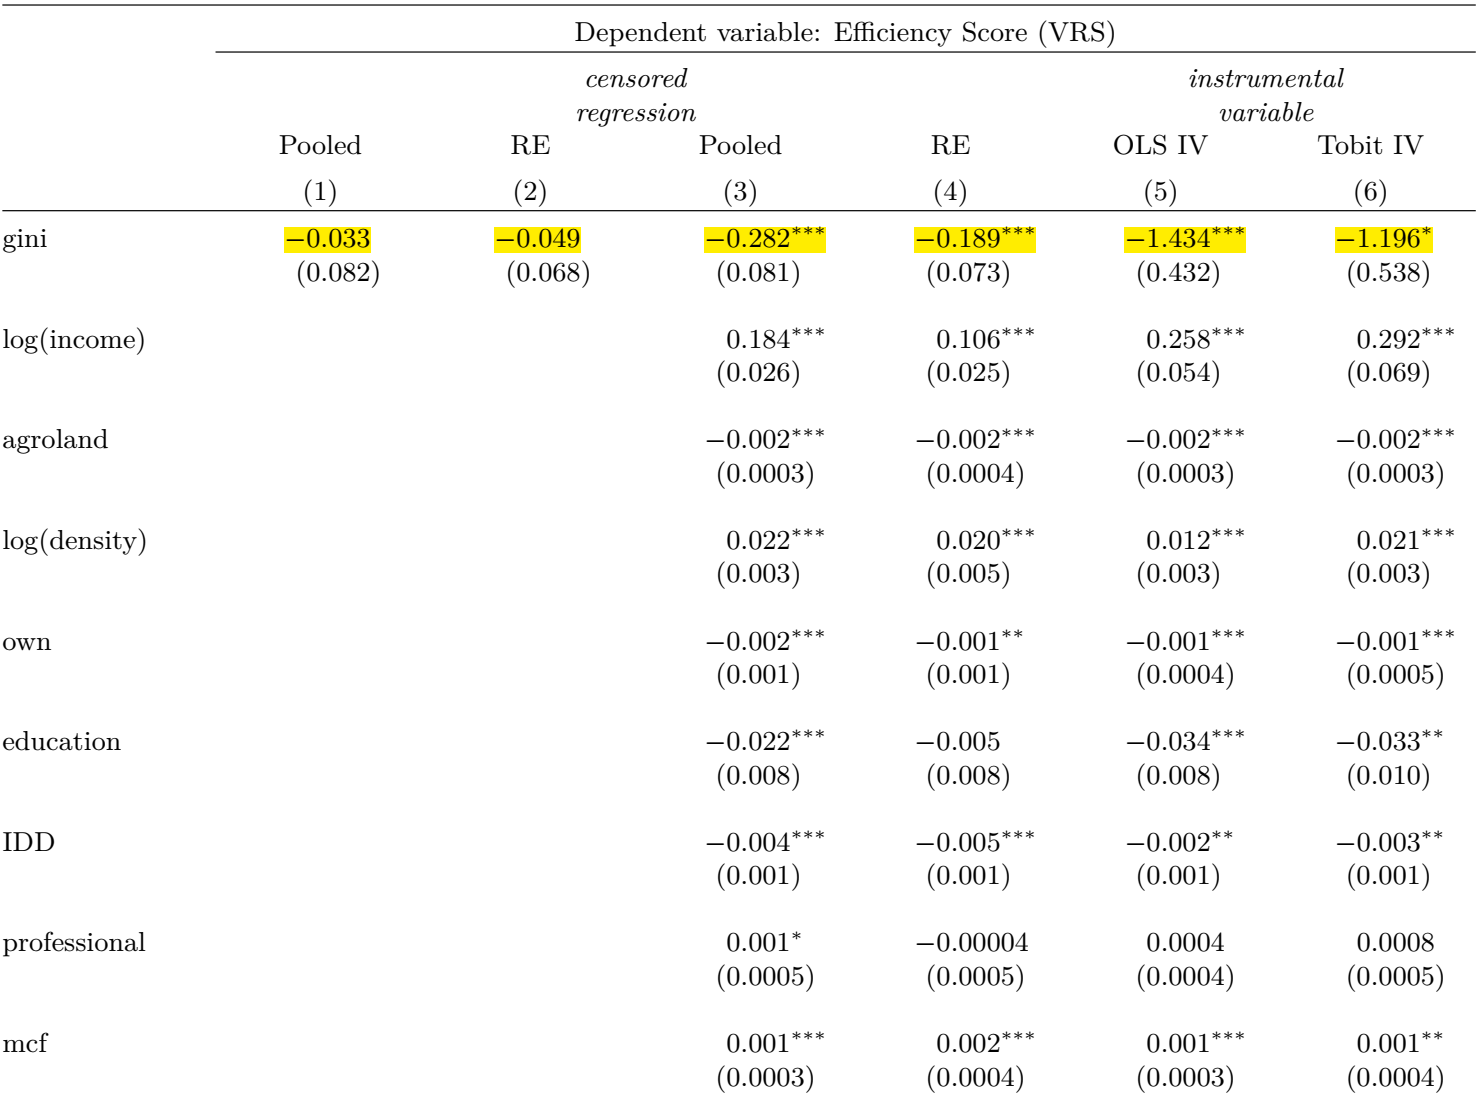 Dependent variable: Efficiency Score (VRS)
censored instrumental
regression variable
Pooled RE Pooled RE OLS IV Tobit IV
(1) (2) (3) (4) (5) (6)
gini −0.033 −0.049 −0.282*** −0.189*** −1.434*** −1.196*
(0.082) (0.068) (0.081) (0.073) (0.432) (0.538)
log(income) 0.184*** 0.106*** 0.258*** 0.292***
(0.026) (0.025) (0.054) (0.069)
agroland −0.002*** −0.002*** −0.002*** −0.002***
(0.0003) (0.0004) (0.0003) (0.0003)
log(density) 0.022*** 0.020*** 0.012*** 0.021***
(0.003) (0.005) (0.003) (0.003)
own −0.002*** −0.001** −0.001*** −0.001***
(0.001) (0.001) (0.0004) (0.0005)
education −0.022*** −0.005 −0.034*** −0.033**
(0.008) (0.008) (0.008) (0.010)
IDD −0.004*** −0.005*** −0.002** −0.003**
(0.001) (0.001) (0.001) (0.001)
professional 0.001* −0.00004 0.0004 0.0008
(0.0005) (0.0005) (0.0004) (0.0005)
mcf 0.001*** 0.002*** 0.001*** 0.001**
(0.0003) (0.0004) (0.0003) (0.0004)